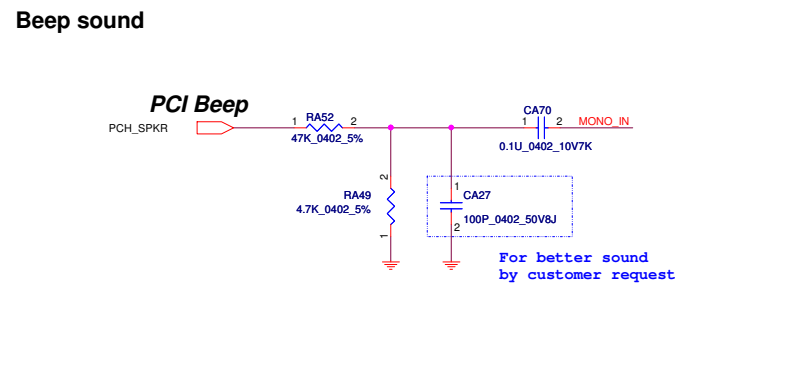 Beep sound
PCI Beep
PCH_SPKR
1 RA52 2
47K_0402_5%
CA70
1 2 MONO_IN
0.1U_0402_10V7K
2
RA49
4.7K_0402_5%
1
1
CA27
100P_0402_50V8J
2
For better sound
by customer request